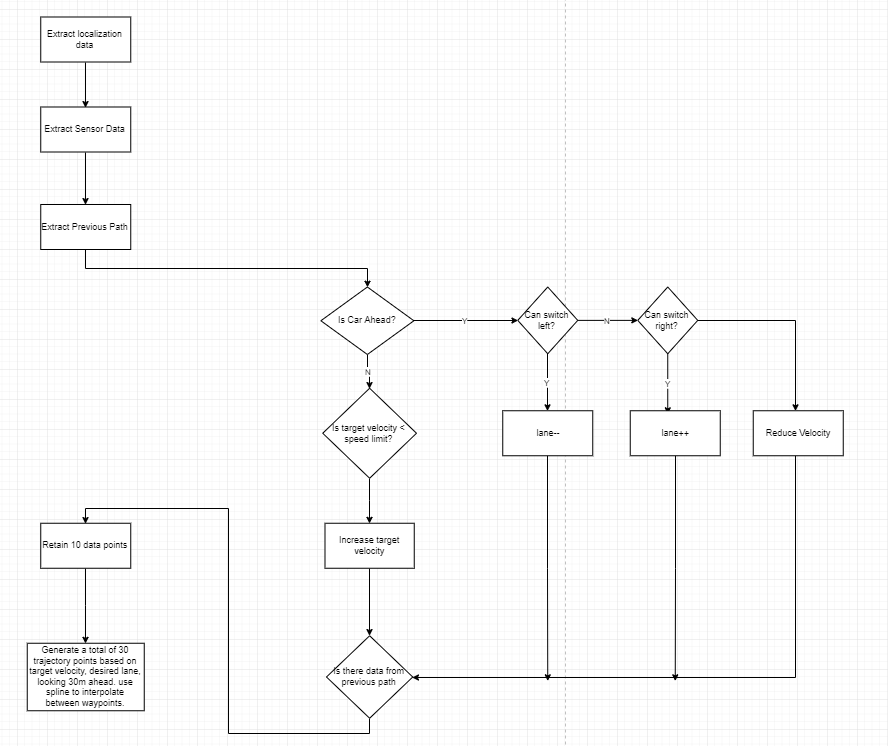 Extract localization
data
Extract Sensor Data
Extract Previous Path
Is Car Ahead?
Y
Can switch
left?
N
Can switch
right?
N
Y
Y
Is target velocity <
speed limit?
lane--
lane++
Reduce Velocity
Retain 10 data points
Increase target
velocity
Generate a total of 30
trajectory points based on
target velocity, desired lane,
looking 30m ahead. use
spline to interpolate
between waypoints.
Is there data from
previous path